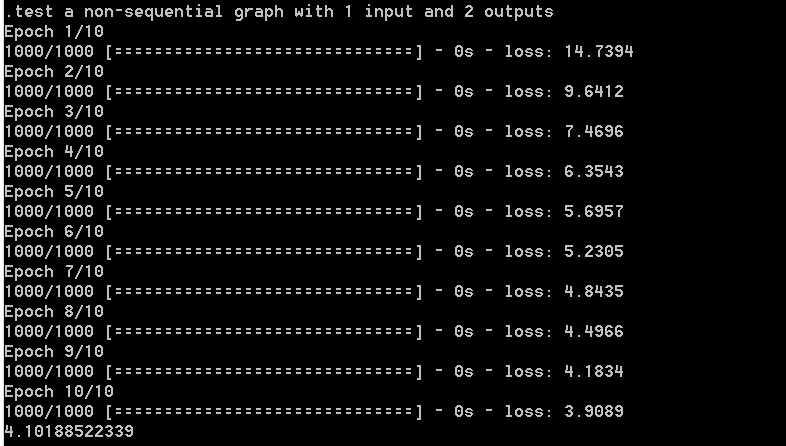 .test a non-sequential graph with 1 input and 2 outputs
Epoch 1/10
1000/1000 [==============================] - 0s - loss: 14.7394
Epoch 2/10
1000/1000 [==============================] - 0s - loss: 9.6412
Epoch 3/10
1000/1000 [==============================] - 0s - loss: 7.4696
Epoch 4/10
1000/1000 [==============================] - 0s - loss: 6.3543
Epoch 5/10
1000/1000 [==============================] - 0s - loss: 5.6957
Epoch 6/10
1000/1000 [==============================] - 0s - loss: 5.2305
Epoch 7/10
1000/1000 [==============================] - 0s - loss: 4.8435
Epoch 8/10
1000/1000 [==============================] - 0s - loss: 4.4966
Epoch 9/10
1000/1000 [==============================] - 0s - loss: 4.1834
Epoch 10/10
1000/1000 [==============================] - 0s - loss: 3.9089
4.10188522339